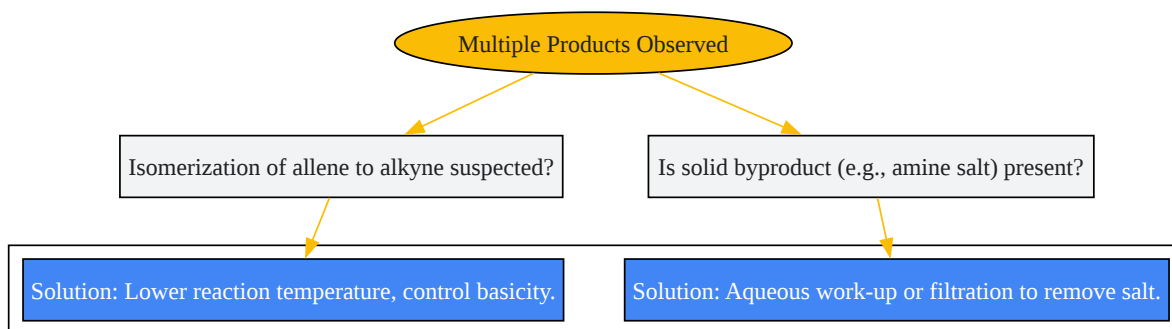 Multiple Products Observed
Isomerization of allene to alkyne suspected?
Is solid byproduct (e.g., amine salt) present?
Solution: Lower reaction temperature, control basicity.
Solution: Aqueous work-up or filtration to remove salt.